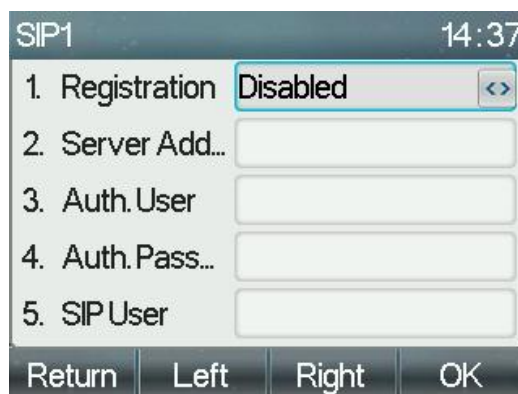 SIP1 14:37
1. Registration Disabled
2. Server Add...
3. Auth.User
4. Auth.Pass...
5. SIP User
Return Left Right OK